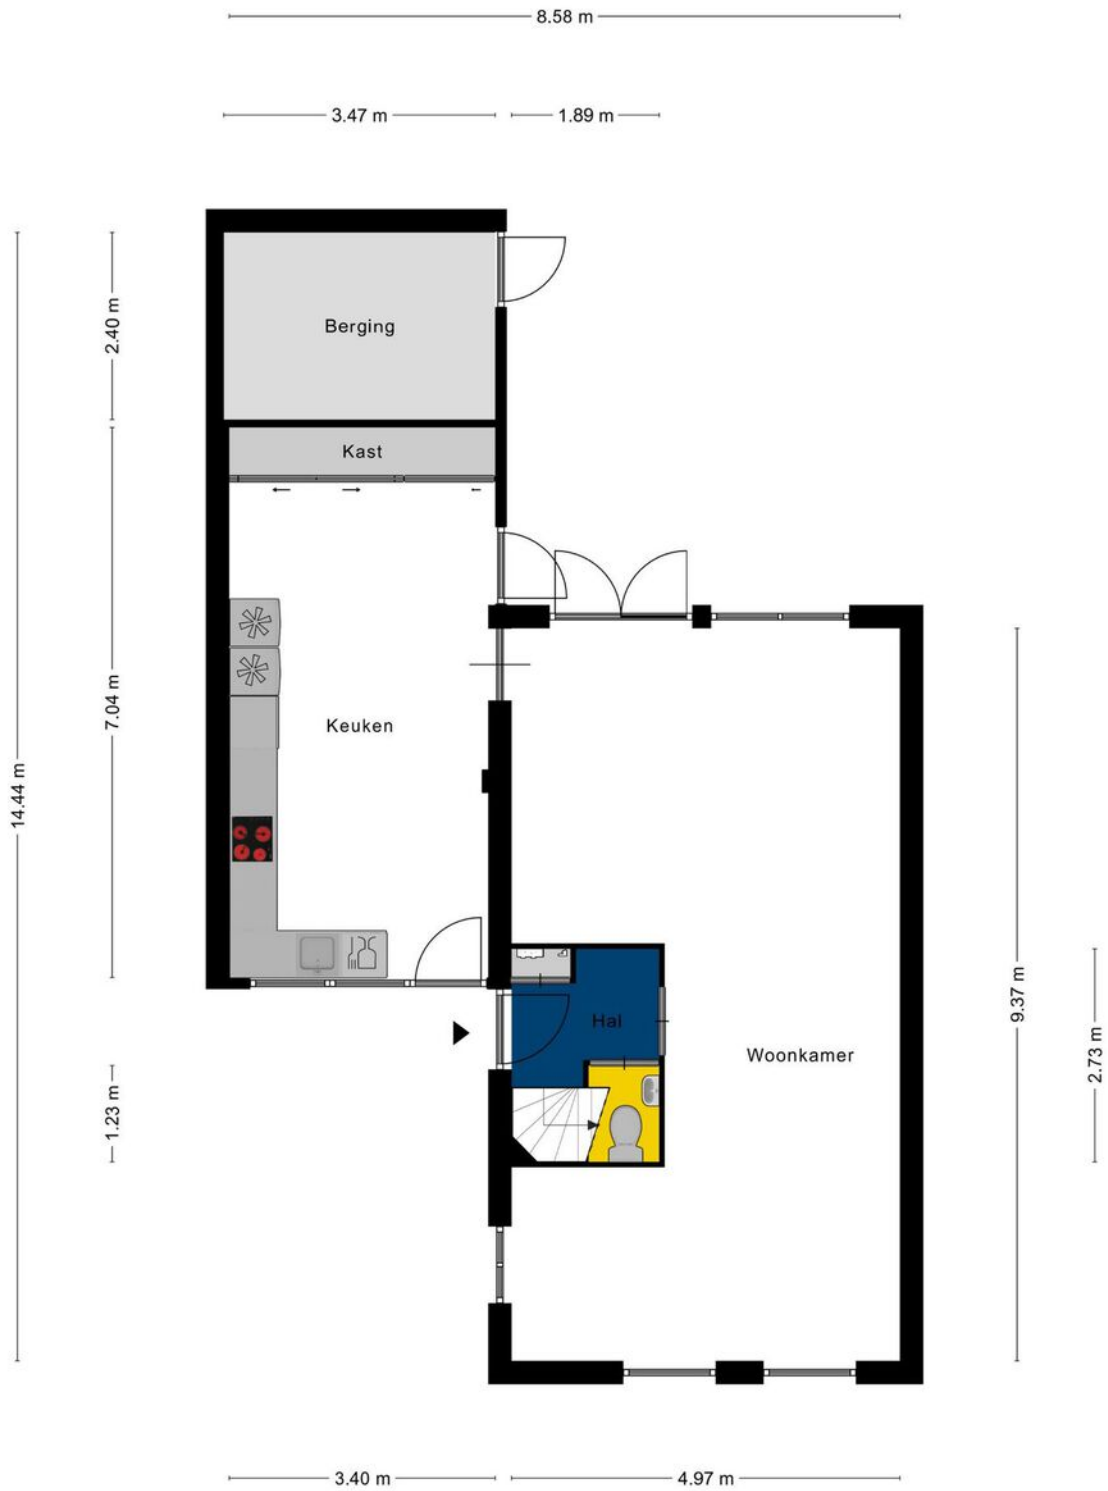 8.58 m
3.47 m
1.89 m
2.40 m
Berging
Kast
7.04 m
Keuken
14.44 m
9.37 m
Hal
Woonkamer
2.73 m
1.23 m
3.40 m
4.97 m